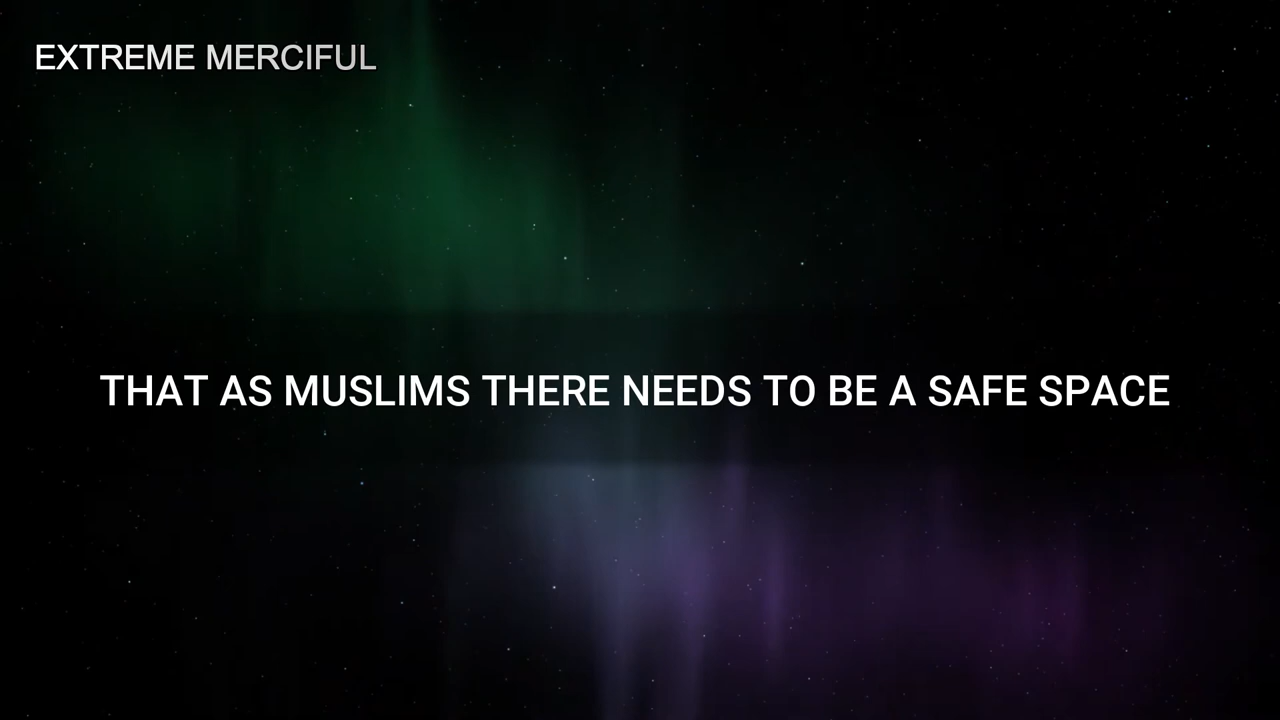 EXTREME MERCIFUL
THAT AS MUSLIMS THERE NEEDS TO BE A SAFE SPACE